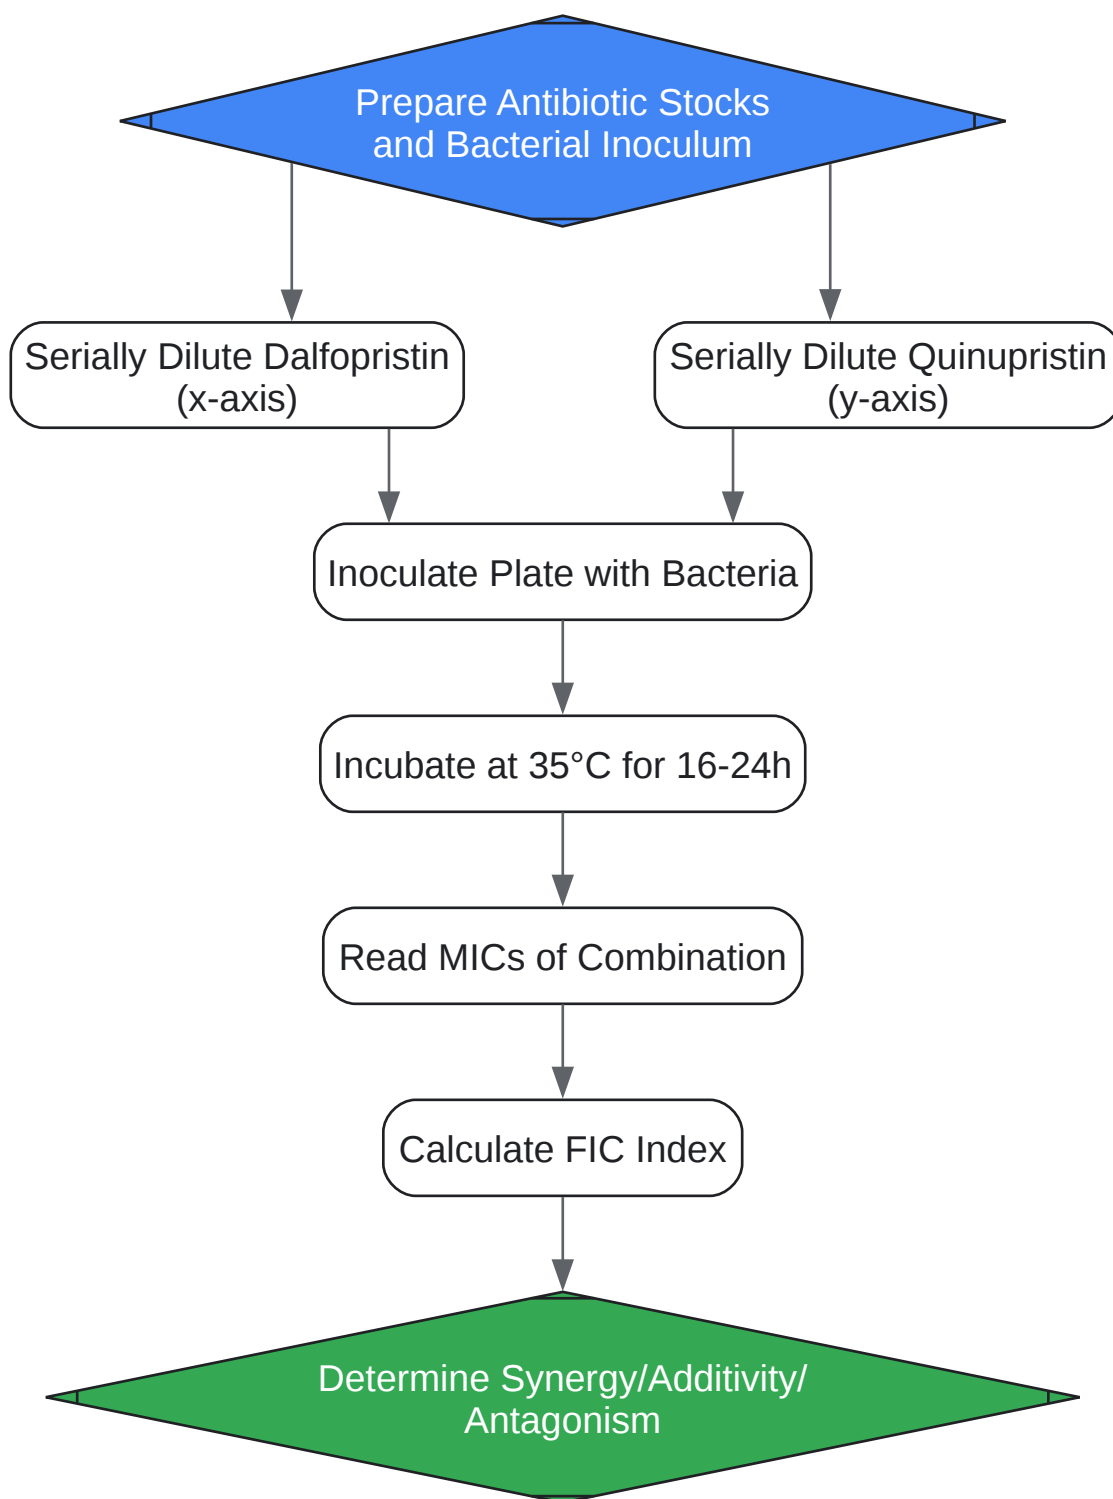 Prepare Antibiotic Stocks
and Bacterial Inoculum
Serially Dilute Dalfopristin
(x-axis)
Serially Dilute Quinupristin
(y-axis)
Inoculate Plate with Bacteria
Incubate at 35°C for 16-24h
Read MICs of Combination
Calculate FIC Index
Determine Synergy/Additivity/
Antagonism